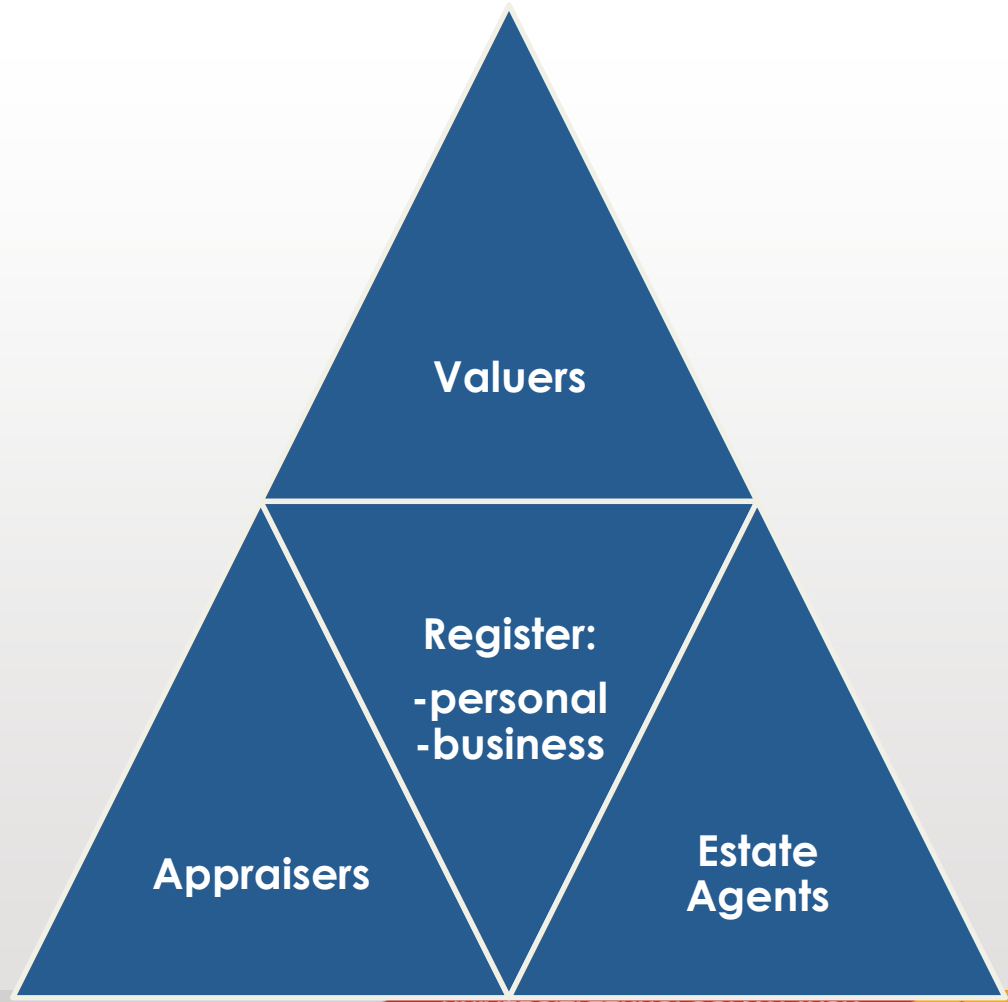 Valuers
Register:
-personal
-business
Appraisers
Estate
Agents